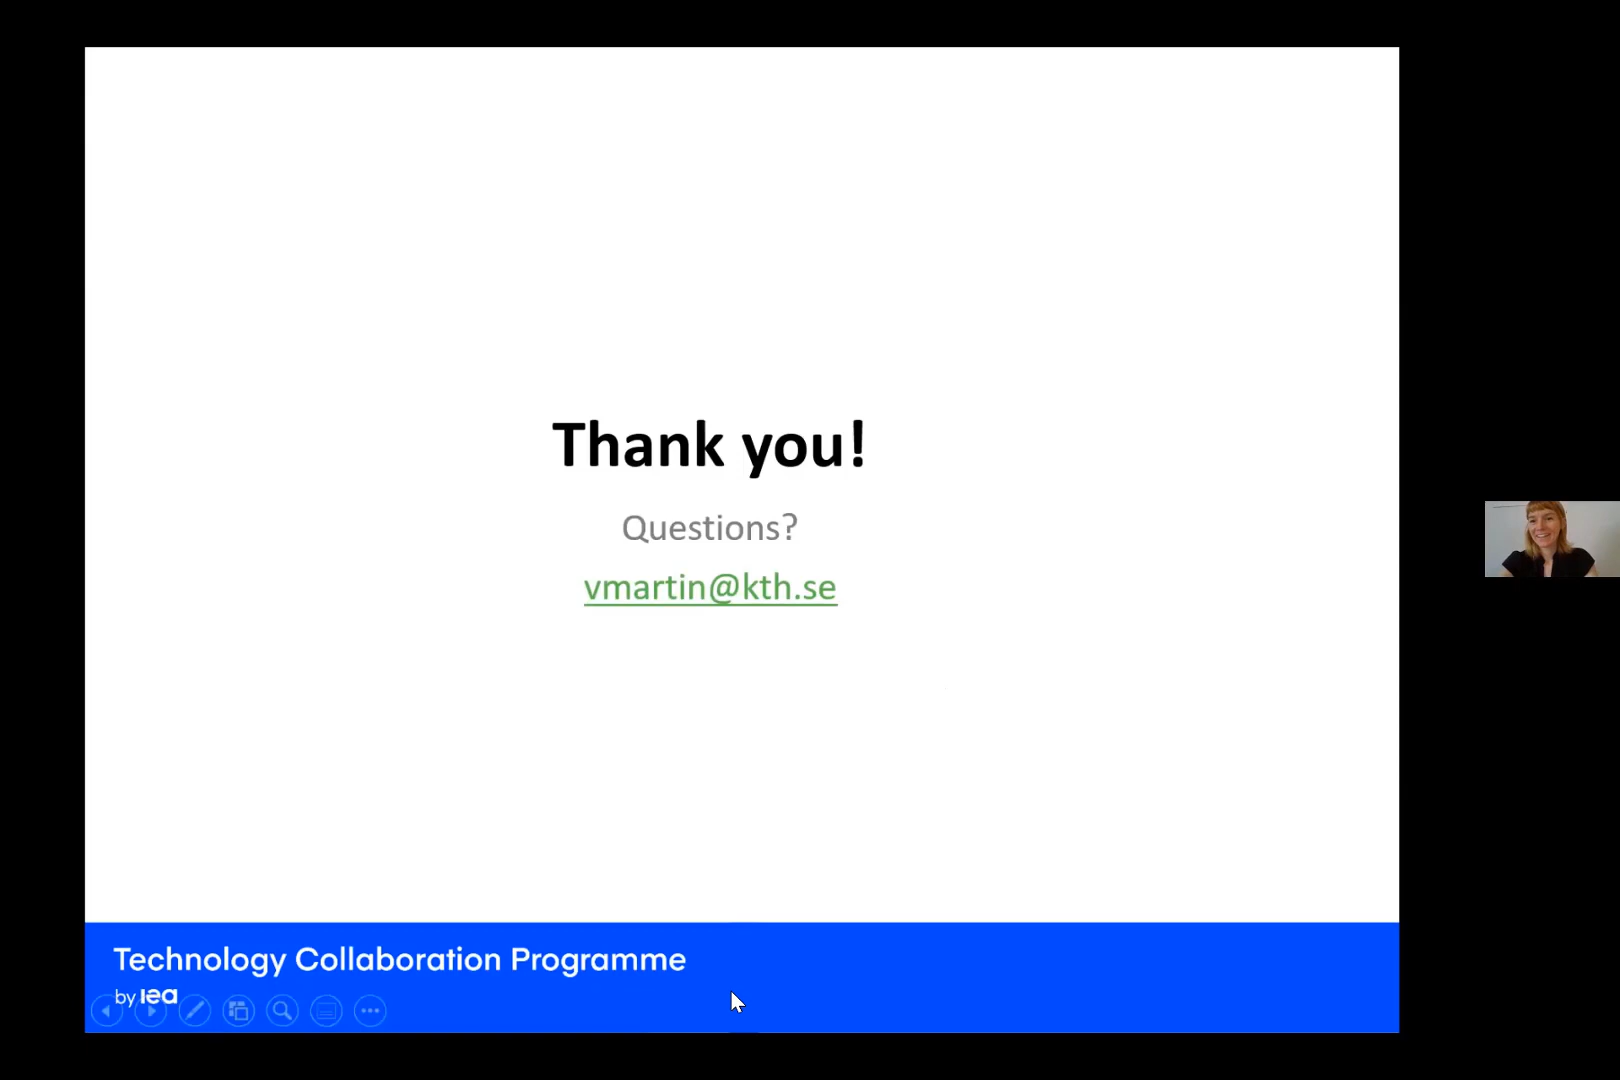 Thank you!
Questions?
vmartin@kth.se
Technology Collaboration Programme
by iea